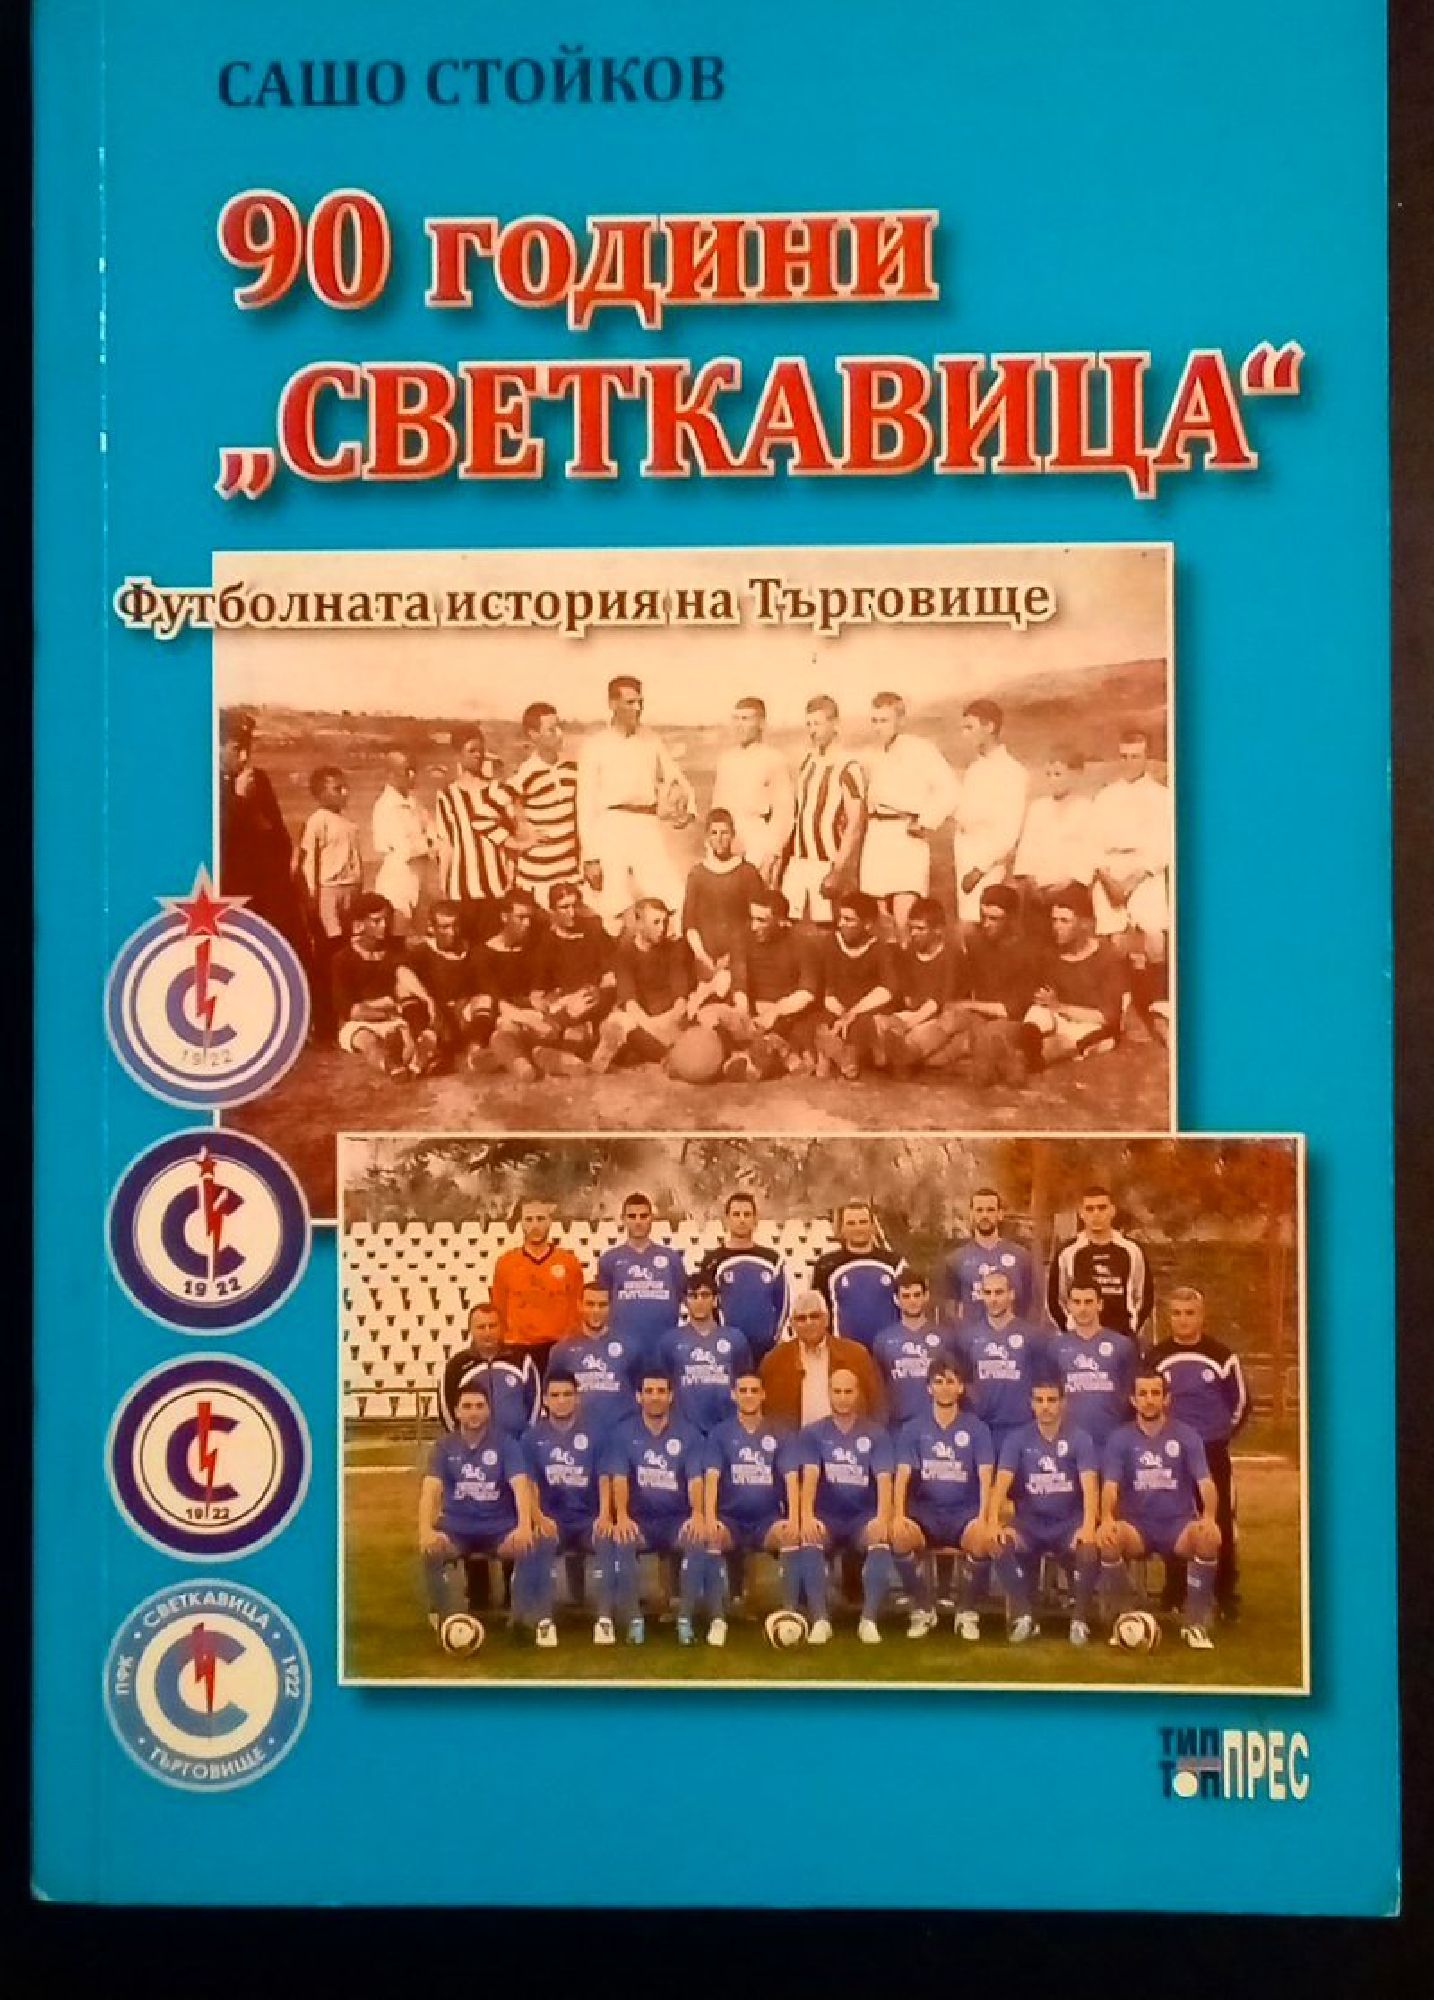 САШО СТОЙКОВ
90 години
„СВЕТКАВИЦА“
Футболната история на Търговище
С
1922
С
1922
С
1922
ПФК • СВЕТКАВИЦА • 1922 • ТЪРГОВИЩЕ •
С
ТИП
ТОП ПРЕС